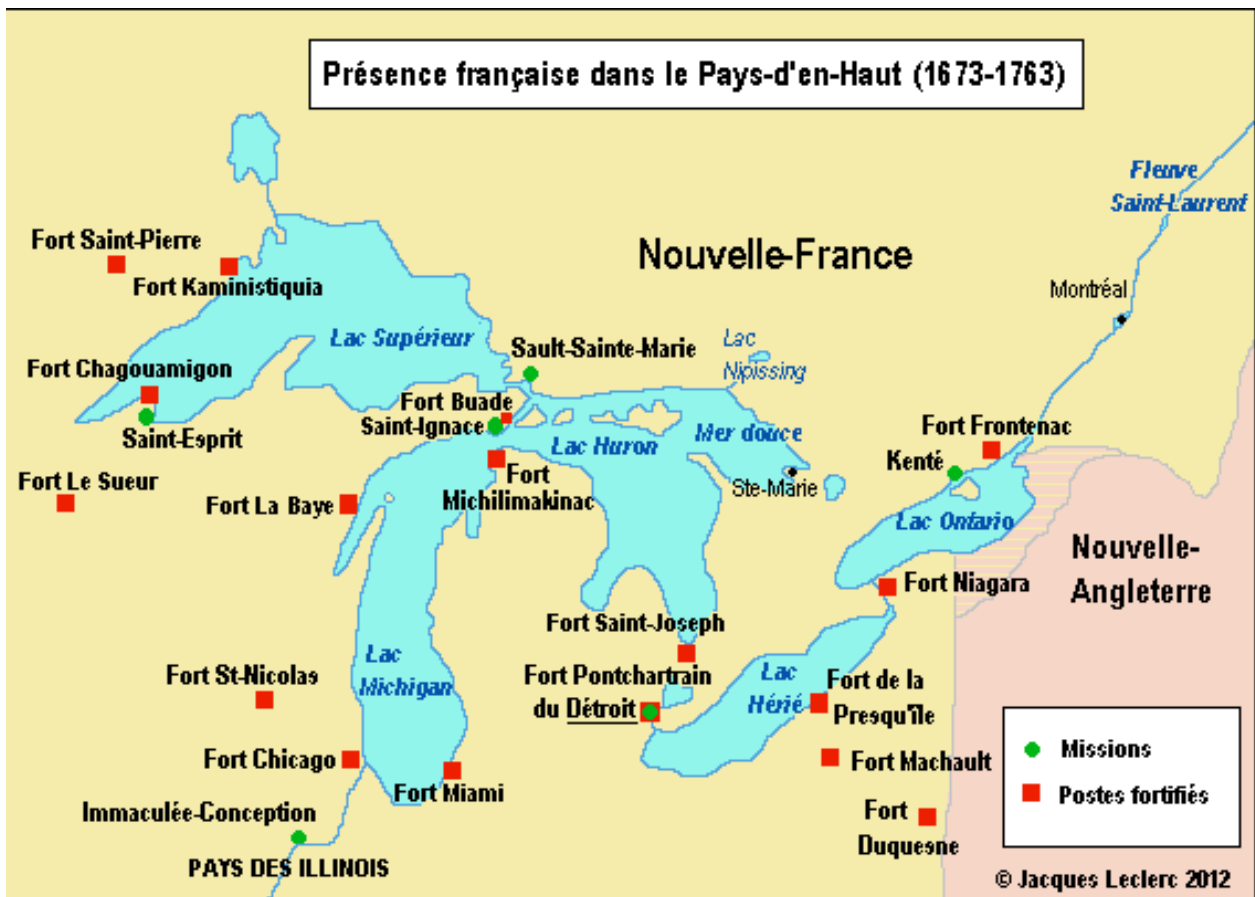 Présence française dans le Pays-d'en-Haut (1673-1763)
Fleuve
Saint-Laurent
Fort Saint-Pierre
Nouvelle-France
Fort Kaministiquia
Montréal
Lac Supérieur
Sault-Sainte-Marie
Lac
Nipissing
Fort Chagouamigon
Fort Buade
Saint-Ignace
Saint-Esprit
Lac Huron
Mer douce
Fort Frontenac
Kenté
Fort Le Sueur
Fort La Baye
Fort
Michilimakinac
Ste-Marie
Lac Ontario
Nouvelle-
Angleterre
Fort Niagara
Fort Saint-Joseph
Lac
Michigan
Fort St-Nicolas
Fort Pontchartrain
du Détroit
Lac
Hérié
Fort de la
Presqu'île
Fort Chicago
Fort Miami
Fort Machault
Immaculée-Conception
PAYS DES ILLINOIS
Fort
Duquesne
Missions
Postes fortifiés
© Jacques Leclerc 2012